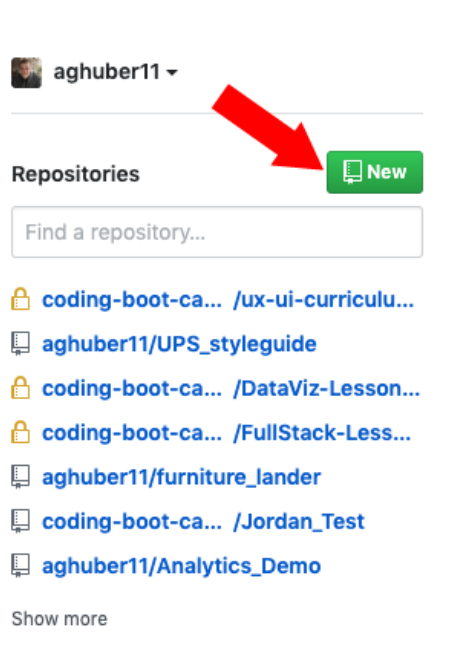 aghuber11
Repositories
New
Find a repository...
coding-boot-ca... /ux-ui-curriculu...
aghuber11/UPS_styleguide
coding-boot-ca... /DataViz-Lesson...
coding-boot-ca... /FullStack-Less...
aghuber11/furniture_lander
coding-boot-ca... /Jordan_Test
aghuber11/Analytics_Demo
Show more